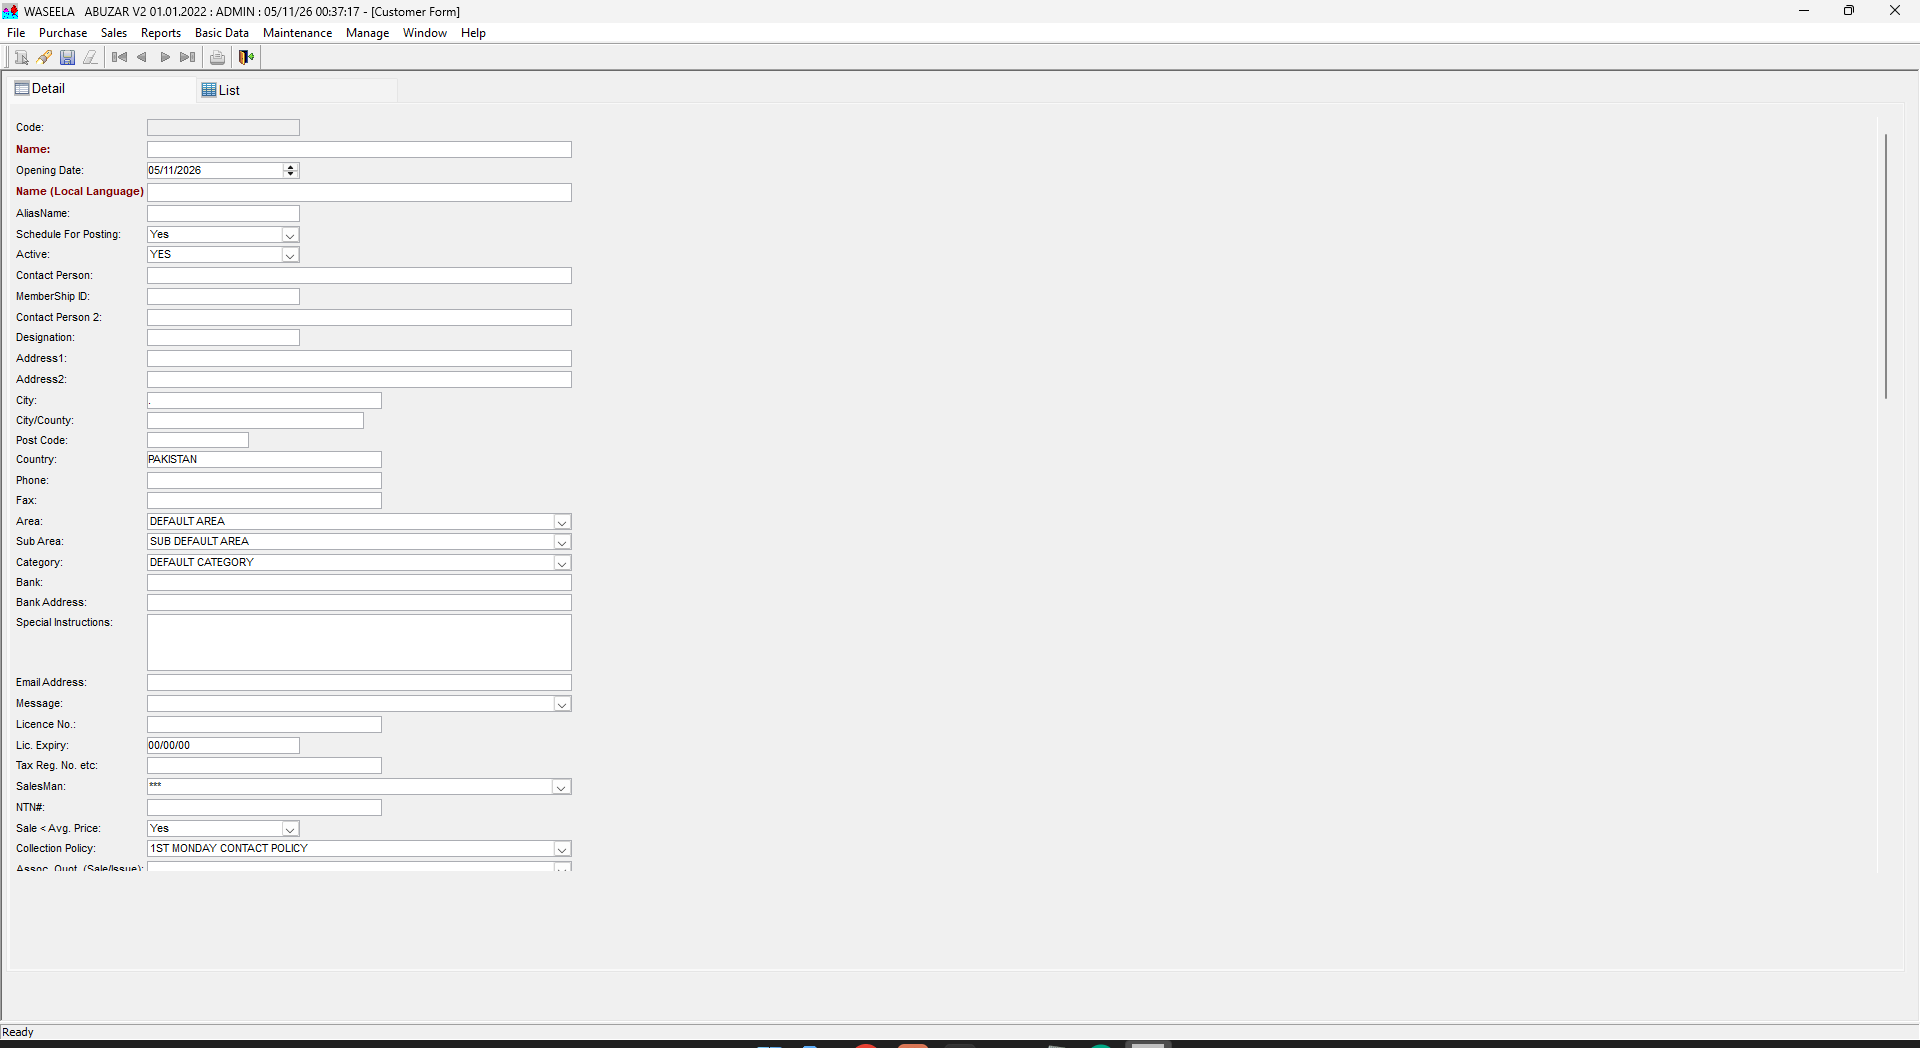 WASEELA ABUZAR V2 01.01.2022 : ADMIN : 05/11/26 00:37:17 - [Customer Form]
File Purchase Sales Reports Basic Data Maintenance Manage Window Help
Detail List
Code:
Name:
Opening Date: 05/11/2026
Name (Local Language)
AliasName:
Schedule For Posting: Yes
Active: YES
Contact Person:
MemberShip ID:
Contact Person 2:
Designation:
Address1:
Address2:
City: .
City/County:
Post Code:
Country: PAKISTAN
Phone:
Fax:
Area: DEFAULT AREA
Sub Area: SUB DEFAULT AREA
Category: DEFAULT CATEGORY
Bank:
Bank Address:
Special Instructions:
Email Address:
Message:
Licence No.:
Lic. Expiry: 00/00/00
Tax Reg. No. etc:
SalesMan: ***
NTN#:
Sale < Avg. Price: Yes
Collection Policy: 1ST MONDAY CONTACT POLICY
Assoc. Quot. (Sale/Issue):
Ready